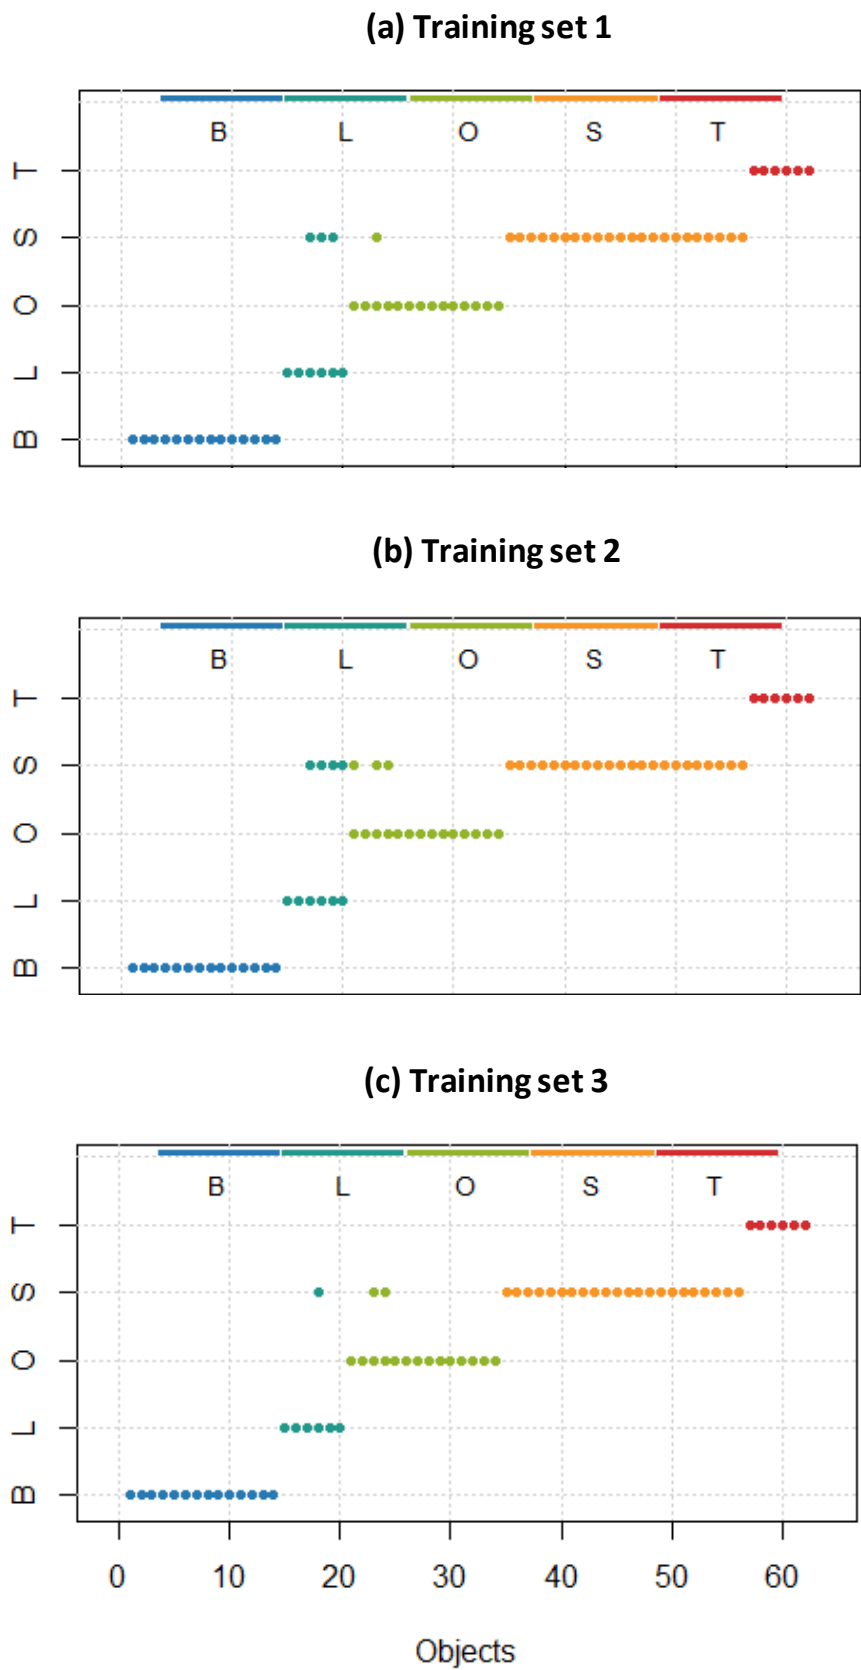 (a) Training set 1
B L O S T
T
S
O
L
B
(b) Training set 2
B L O S T
T
S
O
L
B
(c) Training set 3
B L O S T
T
S
O
L
B
0 10 20 30 40 50 60
Objects